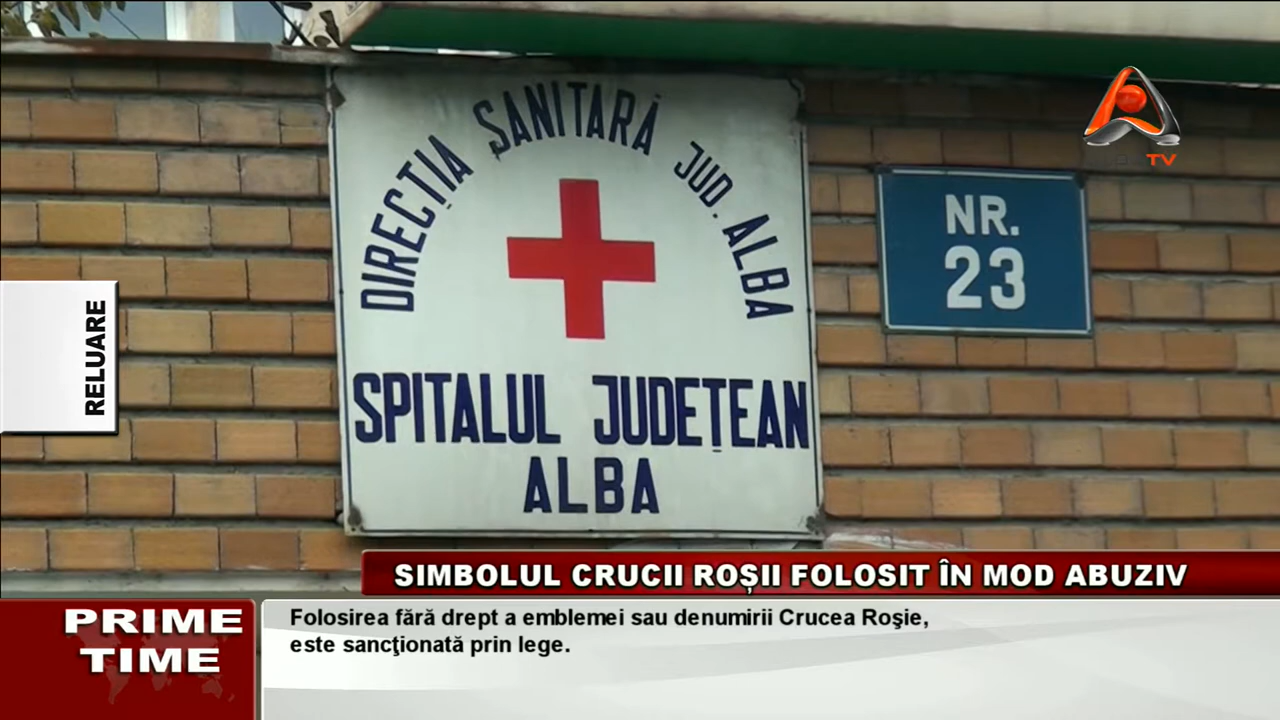 DIRECȚIA SANITARĂ JUD. ALBA
SPITALUL JUDEȚEAN
ALBA
NR.
23
TV
RELUARE
SIMBOLUL CRUCII ROȘII FOLOSIT ÎN MOD ABUZIV
PRIME
TIME
Folosirea fără drept a emblemei sau denumirii Crucea Roşie,
este sancţionată prin lege.